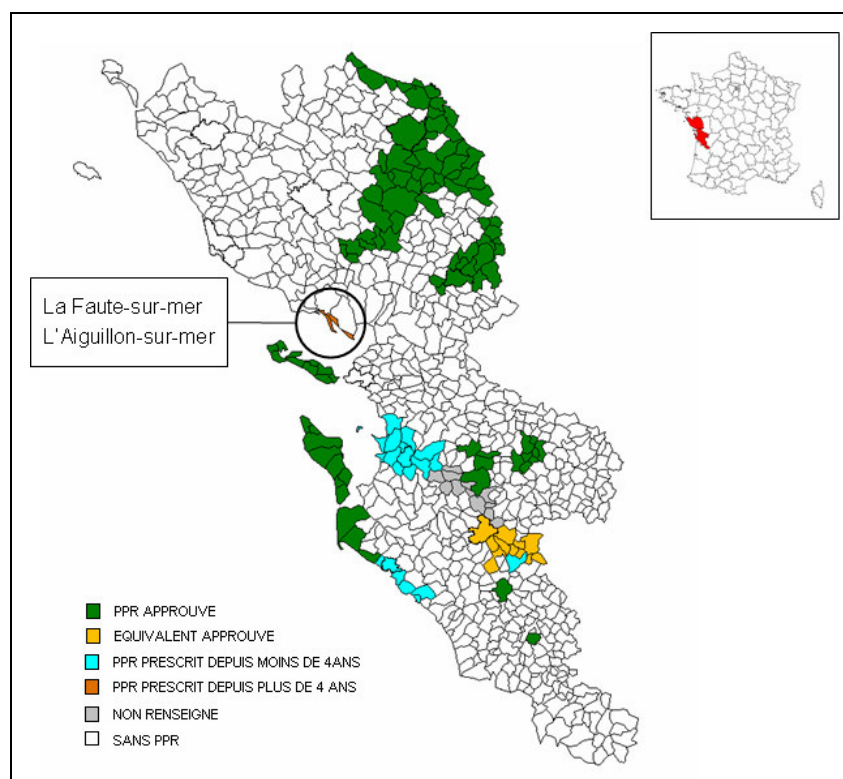 La Faute-sur-mer
L'Aiguillon-sur-mer
PPR APPROUVE
EQUIVALENT APPROUVE
PPR PRESCRIT DEPUIS MOINS DE 4ANS
PPR PRESCRIT DEPUIS PLUS DE 4 ANS
NON RENSEIGNE
SANS PPR